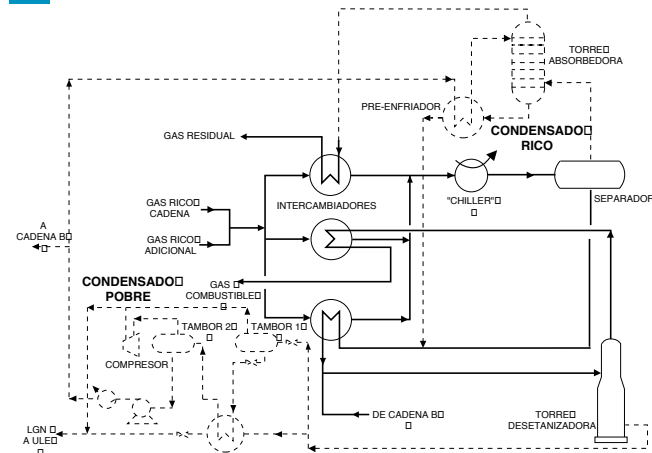 TORRE
ABSORBEDORA
PRE-ENFRIADOR
CONDENSADO
RICO
GAS RESIDUAL
INTERCAMBIADORES
"CHILLER"
SEPARADOR
GAS RICO
CADENA
GAS RICO
ADICIONAL
A
CADENA B
CONDENSADO
POBRE
GAS
COMBUSTIBLE
TAMBOR 2
TAMBOR 1
COMPRESOR
DE CADENA B
TORRE
DESETANIZADORA
LGN
A ULE